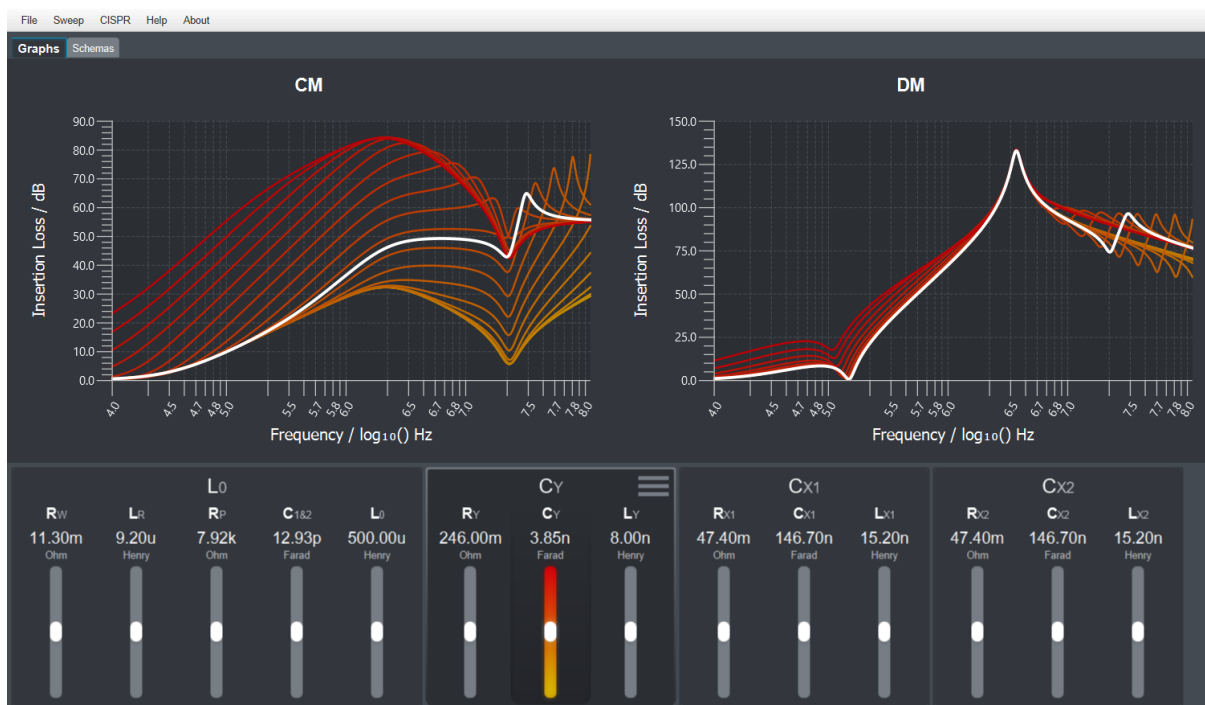 File Sweep CISPR Help About
Graphs Schemas
CM
Insertion Loss / dB
90.0
80.0
70.0
60.0
50.0
40.0
30.0
20.0
10.0
0.0
4.0 4.5 4.7 4.8 5.0 5.5 5.7 5.8 6.0 6.5 6.7 6.8 7.0 7.5 7.7 7.8 8.0
Frequency / log₁₀() Hz
DM
Insertion Loss / dB
150.0
125.0
100.0
75.0
50.0
25.0
0.0
4.0 4.5 4.7 4.8 5.0 5.5 5.7 5.8 6.0 6.5 6.7 6.8 7.0 7.5 7.7 7.8 8.0
Frequency / log₁₀() Hz
L0
RW LR RP C1&2 L0
11.30m 9.20u 7.92k 12.93p 500.00u
Ohm Henry Ohm Farad Henry
CY
RY CY LY
246.00m 3.85n 8.00n
Ohm Farad Henry
CX1
RX1 CX1 LX1
47.40m 146.70n 15.20n
Ohm Farad Henry
CX2
RX2 CX2 LX2
47.40m 146.70n 15.20n
Ohm Farad Henry